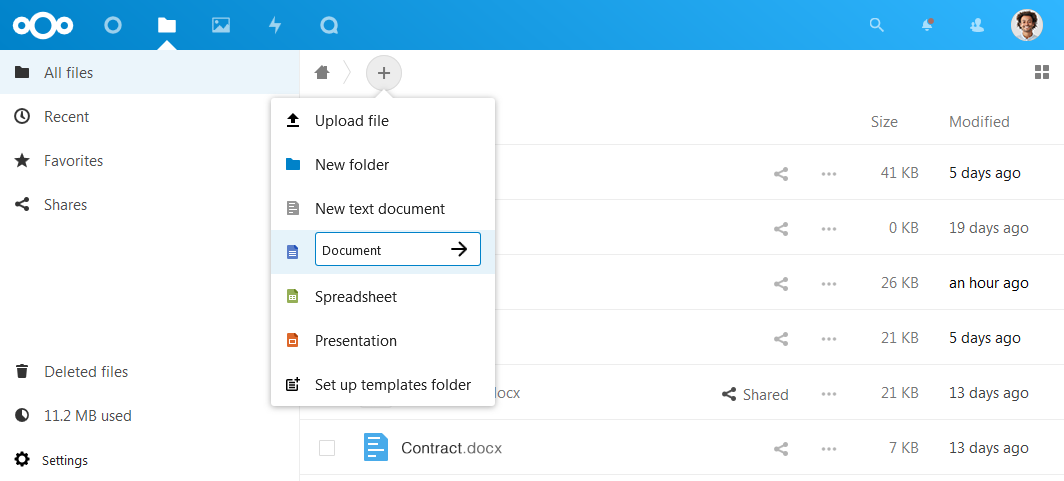 All files
Recent
Favorites
Shares
Deleted files
11.2 MB used
Settings
Upload file
New folder
New text document
Document
Spreadsheet
Presentation
Set up templates folder
Size Modified
41 KB 5 days ago
0 KB 19 days ago
26 KB an hour ago
21 KB 5 days ago
.docx Shared 21 KB 13 days ago
Contract.docx 7 KB 13 days ago